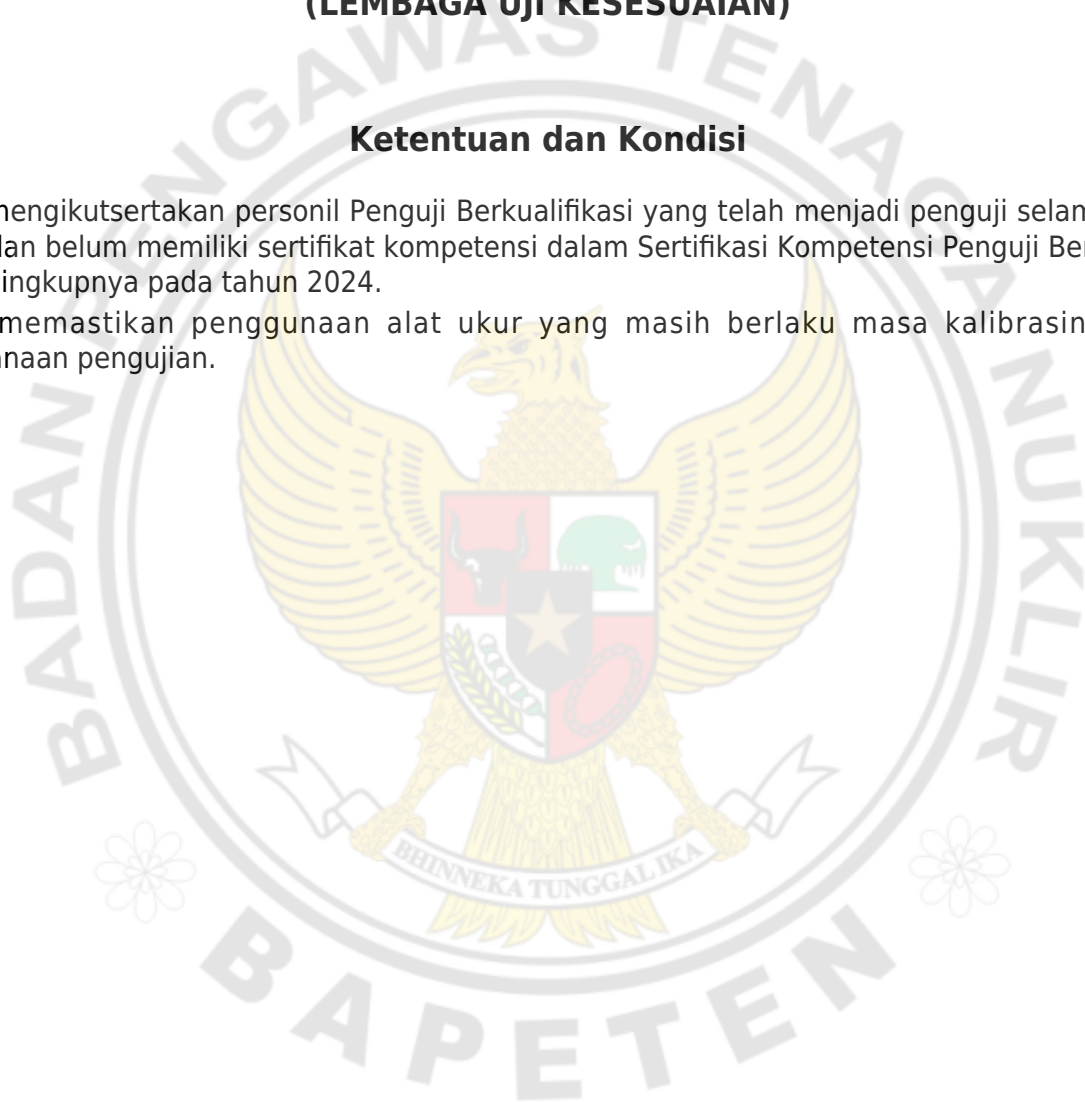 (LEMBAGA UJI KESESUAIAN)
Ketentuan dan Kondisi
mengikutsertakan personil Penguji Berkualifikasi yang telah menjadi penguji selan
dan belum memiliki sertifikat kompetensi dalam Sertifikasi Kompetensi Penguji Ber
ingkupnya pada tahun 2024.
memastikan penggunaan alat ukur yang masih berlaku masa kalibrasin
naan pengujian.
BADAN PENGAWAS TENAGA NUKLIR
BHINNEKA TUNGGAL IKA
BAPETEN